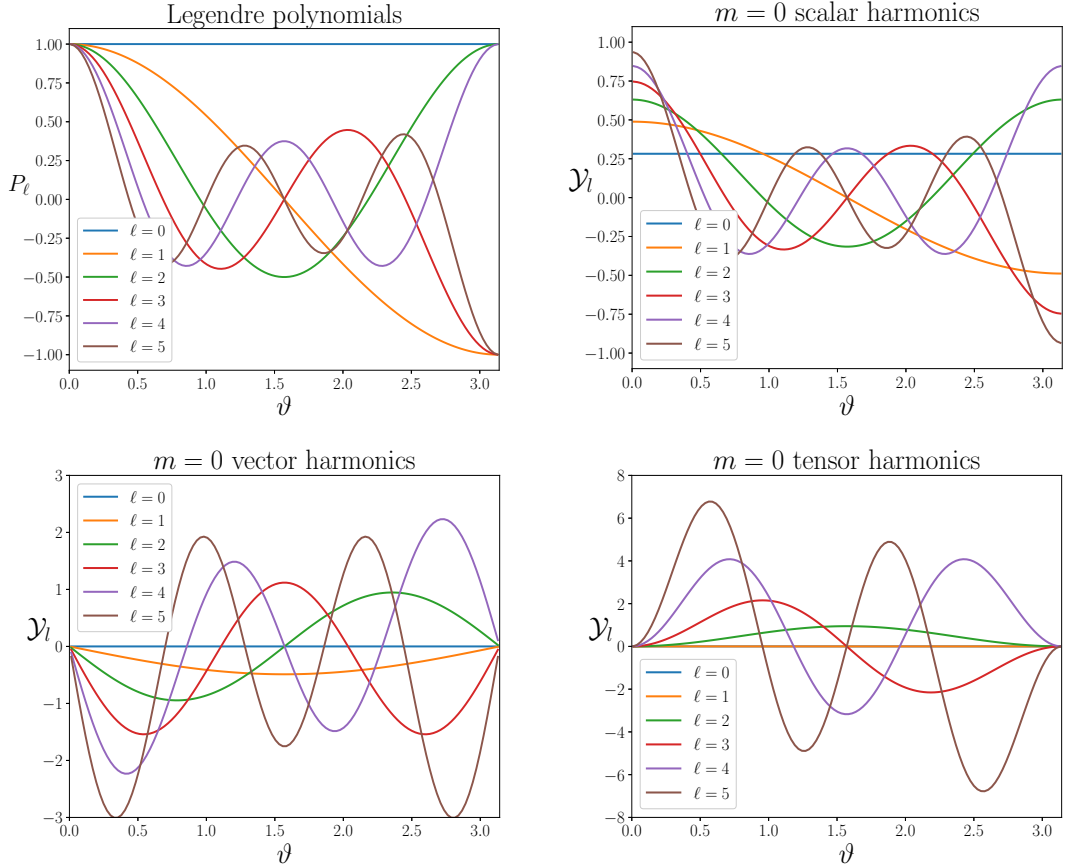 Legendre polynomials
1.00
0.75
0.50
0.25
0.00
−0.25
−0.50
−0.75
−1.00
P_ℓ
ℓ = 0
ℓ = 1
ℓ = 2
ℓ = 3
ℓ = 4
ℓ = 5
0.0 0.5 1.0 1.5 2.0 2.5 3.0
ϑ
m = 0 scalar harmonics
1.00
0.75
0.50
0.25
0.00
−0.25
−0.50
−0.75
−1.00
𝒴_l
ℓ = 0
ℓ = 1
ℓ = 2
ℓ = 3
ℓ = 4
ℓ = 5
0.0 0.5 1.0 1.5 2.0 2.5 3.0
ϑ
m = 0 vector harmonics
3
2
1
0
−1
−2
−3
𝒴_l
ℓ = 0
ℓ = 1
ℓ = 2
ℓ = 3
ℓ = 4
ℓ = 5
0.0 0.5 1.0 1.5 2.0 2.5 3.0
ϑ
m = 0 tensor harmonics
8
6
4
2
0
−2
−4
−6
−8
𝒴_l
ℓ = 0
ℓ = 1
ℓ = 2
ℓ = 3
ℓ = 4
ℓ = 5
0.0 0.5 1.0 1.5 2.0 2.5 3.0
ϑ